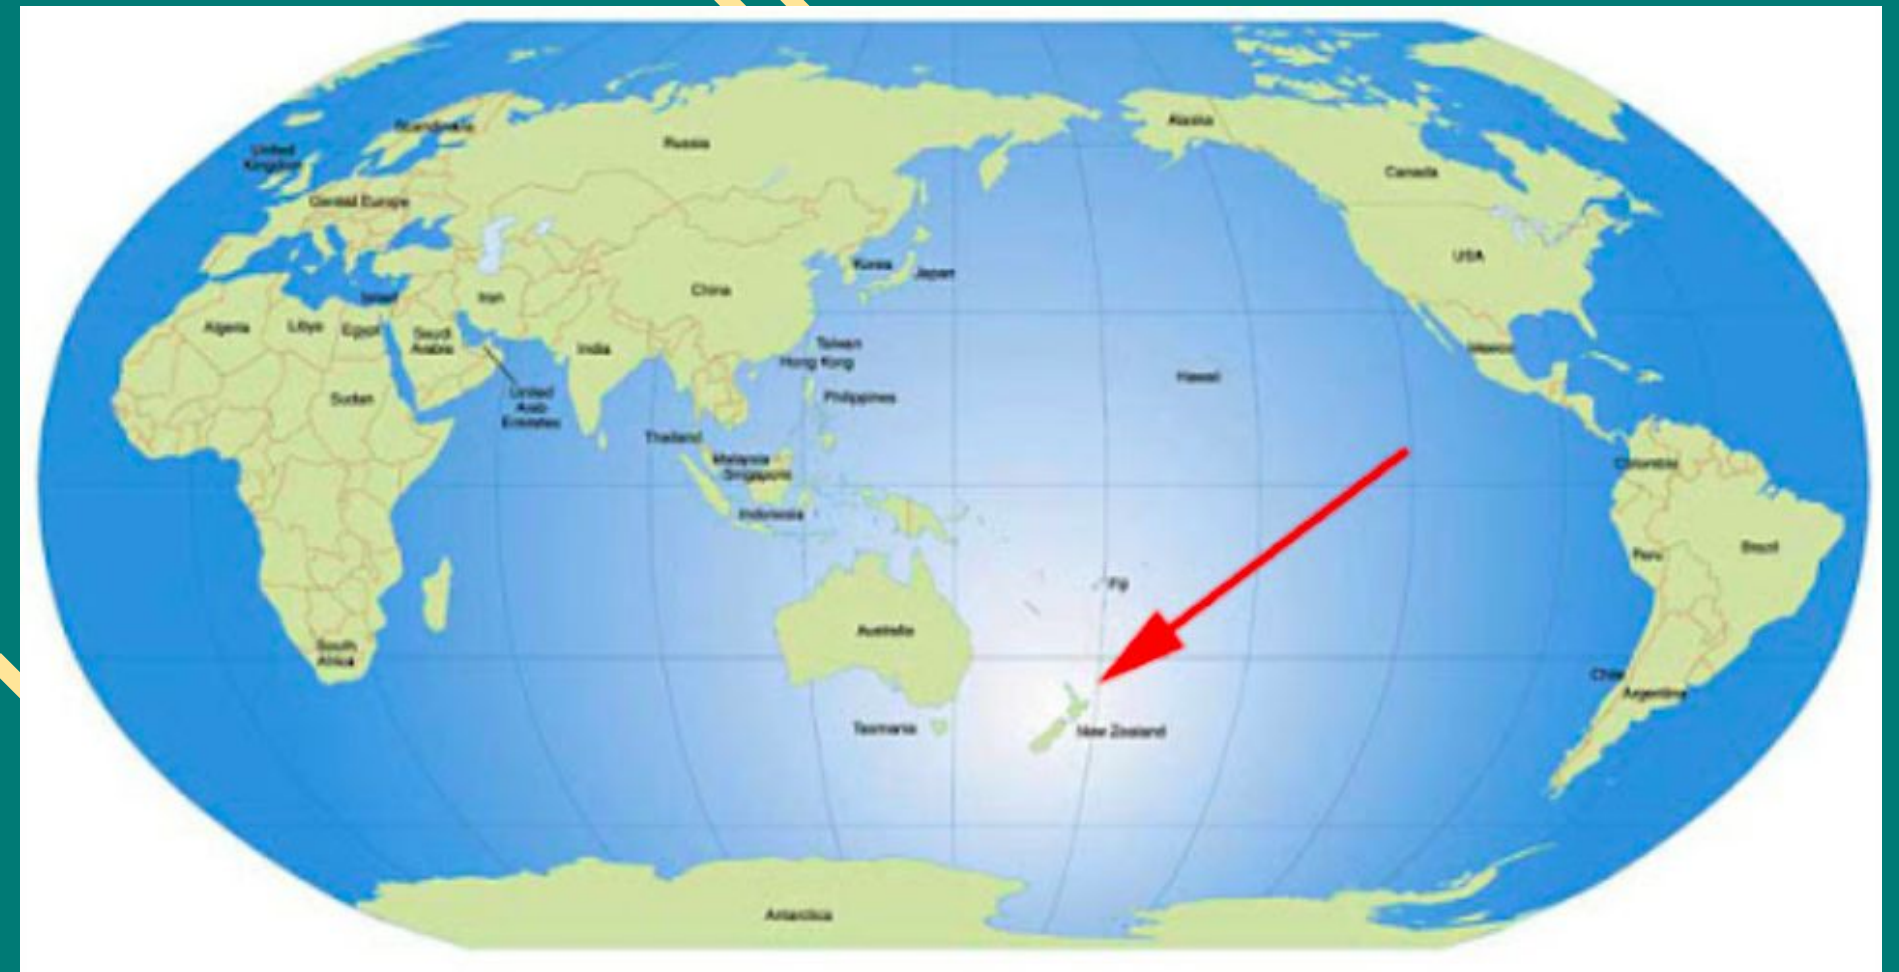 Scandinavia
Alaska
Russia
United
Kingdom
Canada
Central Europe
USA
Korea
Japan
China
Israel
Iran
Algeria
Libya
Egypt
Saudi
Arabia
India
Taiwan
Hong Kong
Mexico
Hawaii
United
Arab
Emirates
Sudan
Philippines
Thailand
Malaysia
Singapore
Colombia
Indonesia
Peru
Brazil
Fiji
Australia
South
Africa
Chile
Argentina
Tasmania
New Zealand
Antarctica